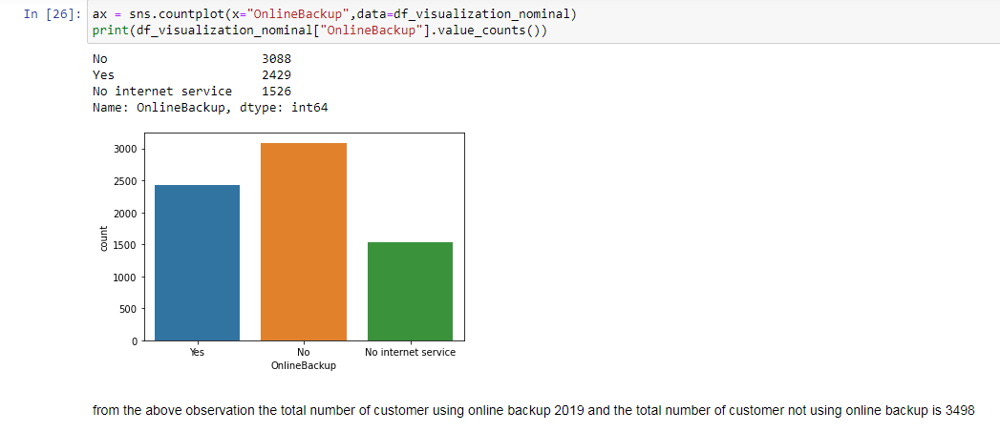 In [26]: ax = sns.countplot(x="OnlineBackup",data=df_visualization_nominal)
print(df_visualization_nominal["OnlineBackup"].value_counts())
No 3088
Yes 2429
No internet service 1526
Name: OnlineBackup, dtype: int64
3000
2500
2000
1500
1000
500
0
count
Yes No No internet service
OnlineBackup
from the above observation the total number of customer using online backup 2019 and the total number of customer not using online backup is 3498